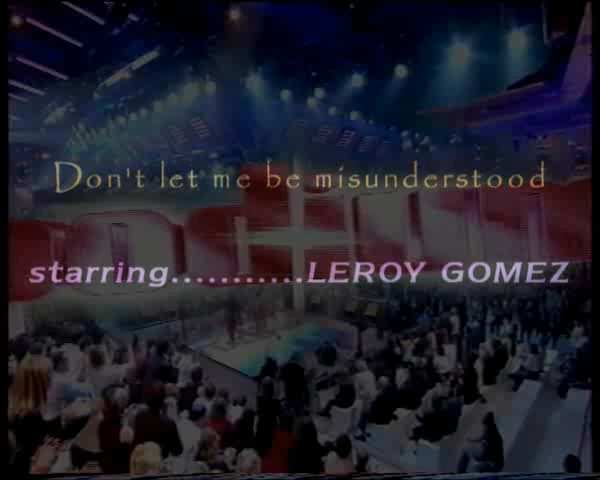 Don't let me be misunderstood
starring...........LEROY GOMEZ